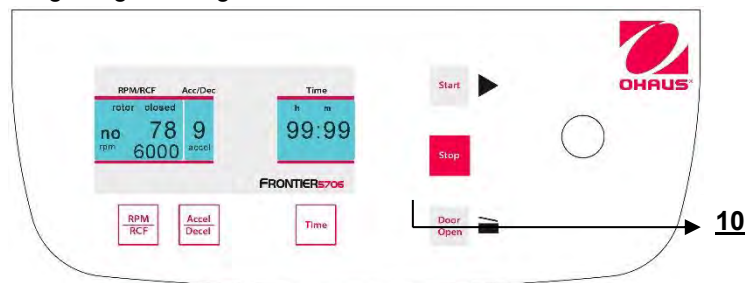 RPM/RCF Acc/Dec
rotor closed
no 78 9
rpm 6000 accel
Time
h m
99:99
FRONTIER5706
RPM
RCF
Accel
Decel
Time
Start
Stop
Door
Open
OHAUS
10